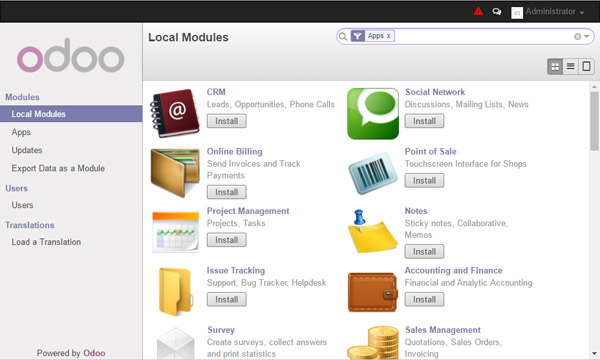 Administrator
odoo
Local Modules
Apps x
Modules
Local Modules
Apps
Updates
Export Data as a Module
Users
Users
Translations
Load a Translation
Powered by Odoo
CRM
Leads, Opportunities, Phone Calls
Install
Social Network
Discussions, Mailing Lists, News
Install
Online Billing
Send Invoices and Track
Payments
Install
Point of Sale
Touchscreen Interface for Shops
Install
Project Management
Projects, Tasks
Install
Notes
Sticky notes, Collaborative,
Memos
Install
Issue Tracking
Support, Bug Tracker, Helpdesk
Install
Accounting and Finance
Financial and Analytic Accounting
Install
Survey
Create surveys, collect answers
and print statistics
Sales Management
Quotations, Sales Orders,
Invoicing